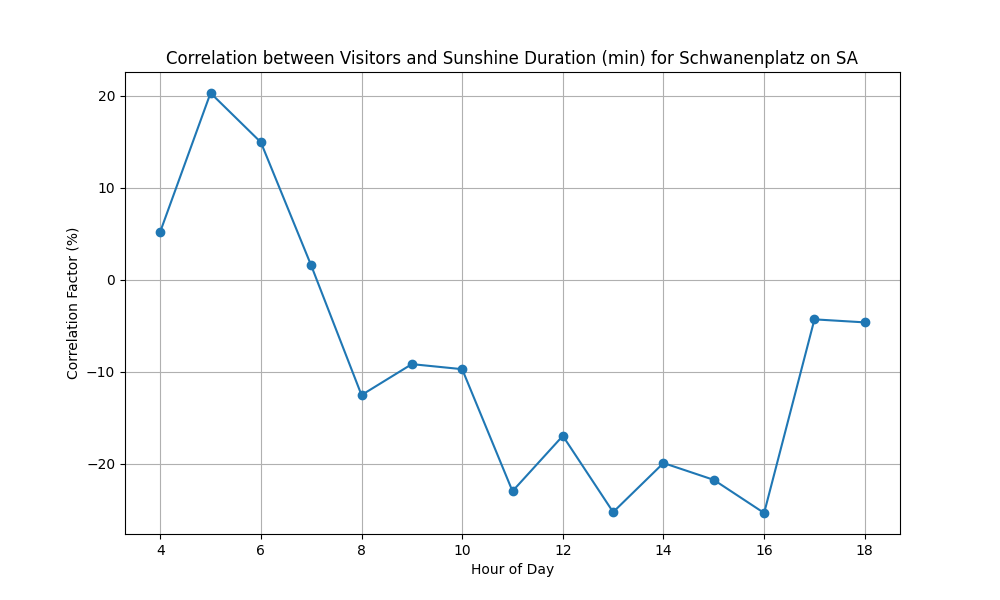 Correlation between Visitors and Sunshine Duration (min) for Schwanenplatz on SA
Correlation Factor (%)
20
10
0
−10
−20
4 6 8 10 12 14 16 18
Hour of Day